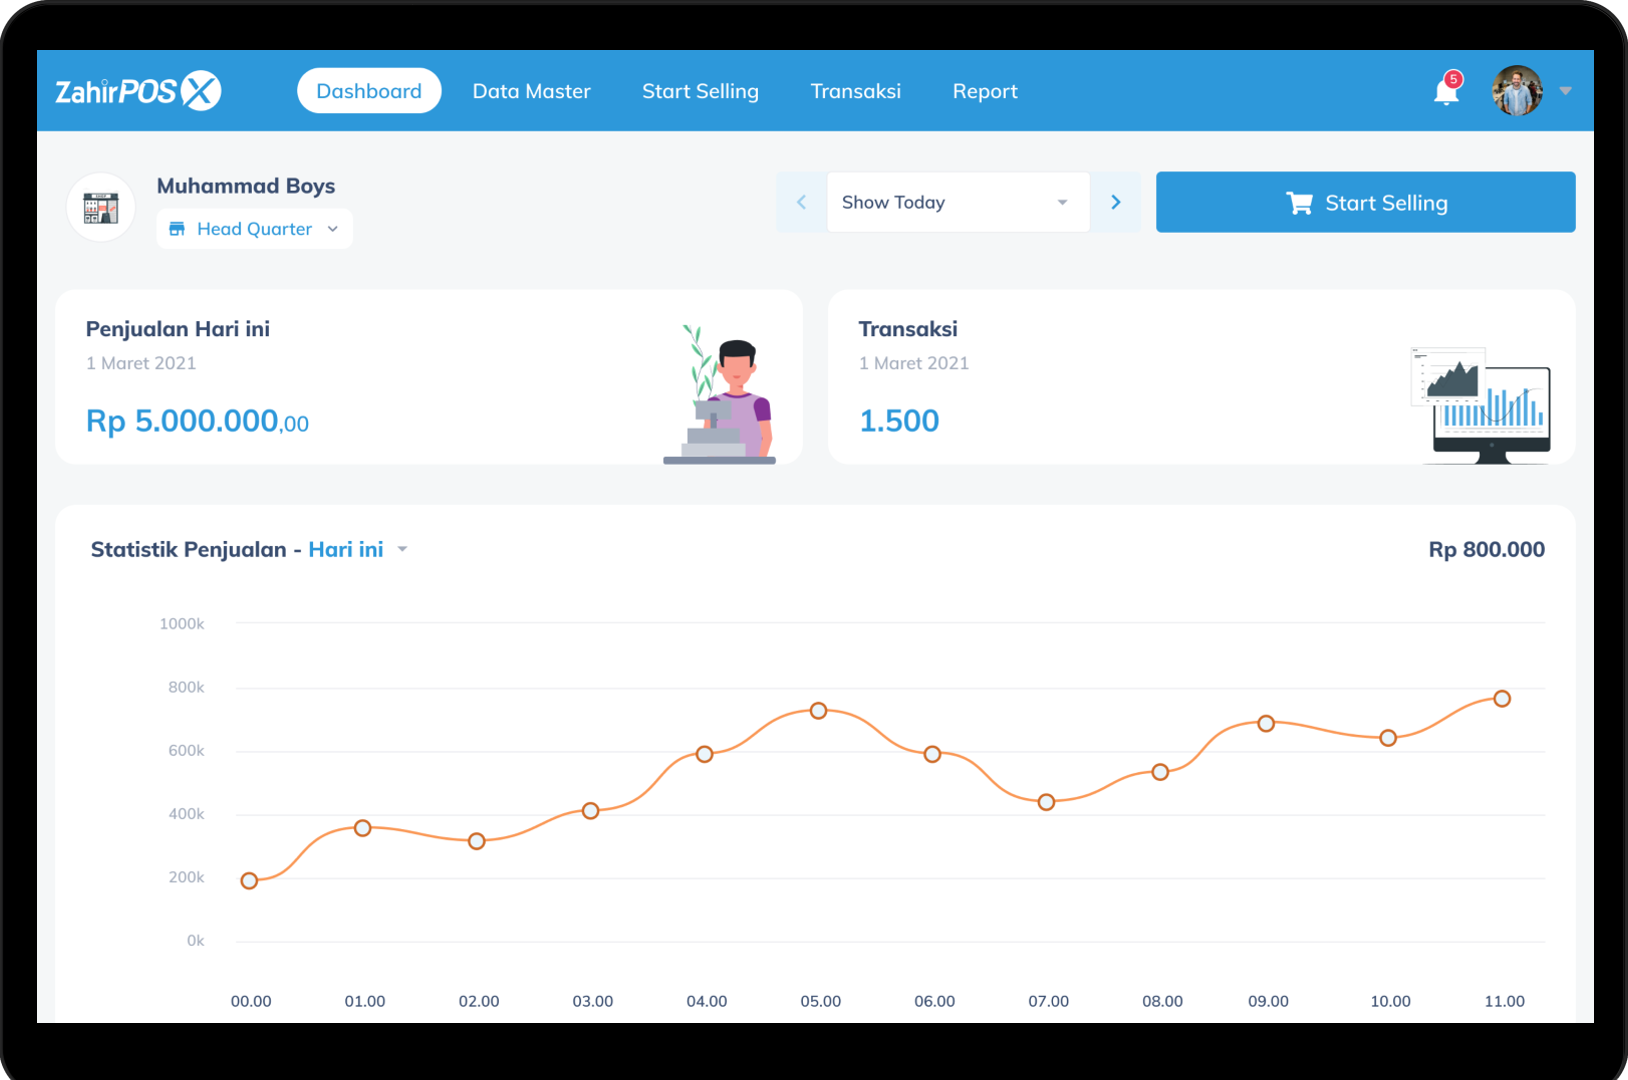 ZahirPOS X
Dashboard
Data Master
Start Selling
Transaksi
Report
5
Muhammad Boys
Head Quarter
Show Today
Start Selling
Penjualan Hari ini
1 Maret 2021
Rp 5.000.000,00
Transaksi
1 Maret 2021
1.500
Statistik Penjualan - Hari ini
Rp 800.000
1000k
800k
600k
400k
200k
0k
00.00
01.00
02.00
03.00
04.00
05.00
06.00
07.00
08.00
09.00
10.00
11.00